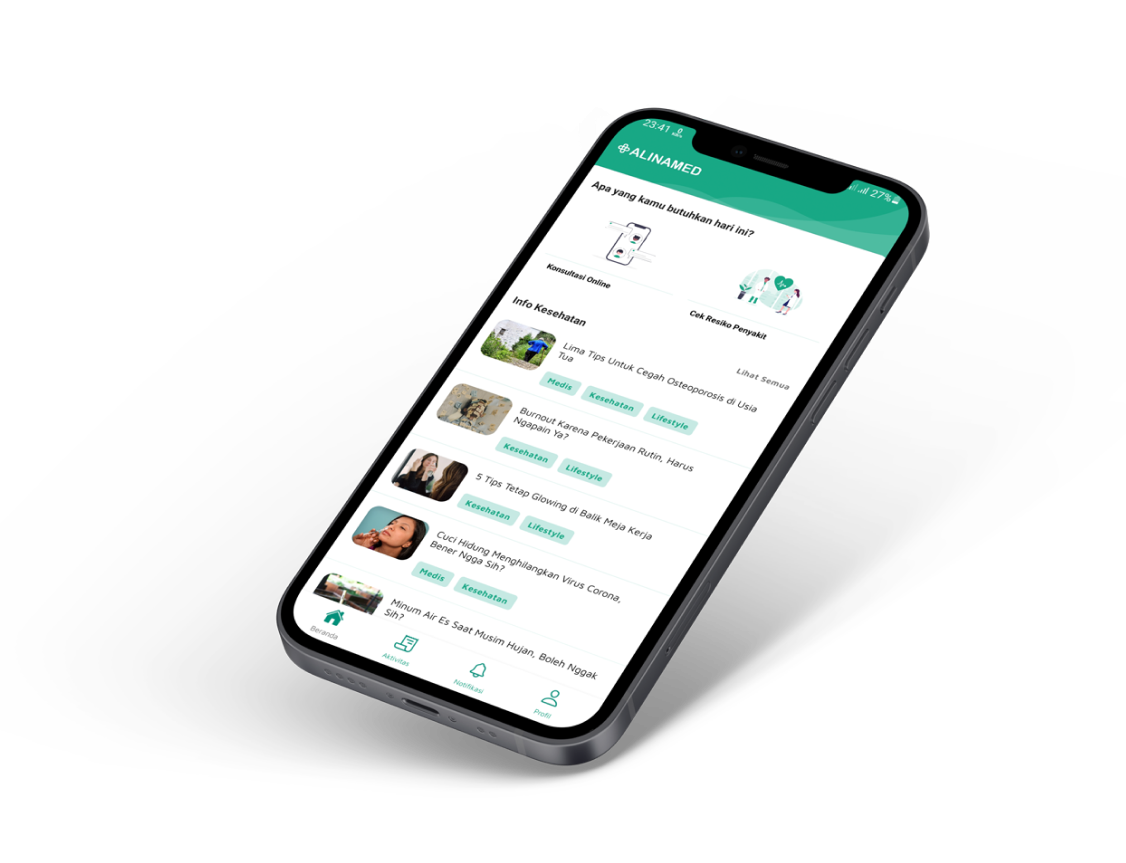 23:41
27%
ALINAMED
Apa yang kamu butuhkan hari ini?
Konsultasi Online
Cek Resiko Penyakit
Info Kesehatan
Lihat Semua
Lima Tips Untuk Cegah Osteoporosis di Usia
Tua
Medis Kesehatan Lifestyle
Burnout Karena Pekerjaan Rutin, Harus
Ngapain Ya?
Kesehatan Lifestyle
5 Tips Tetap Glowing di Balik Meja Kerja
Kesehatan Lifestyle
Cuci Hidung Menghilangkan Virus Corona,
Bener Ngga Sih?
Medis Kesehatan
Minum Air Es Saat Musim Hujan, Boleh Nggak
Sih?
Beranda Aktivitas Notifikasi Profil